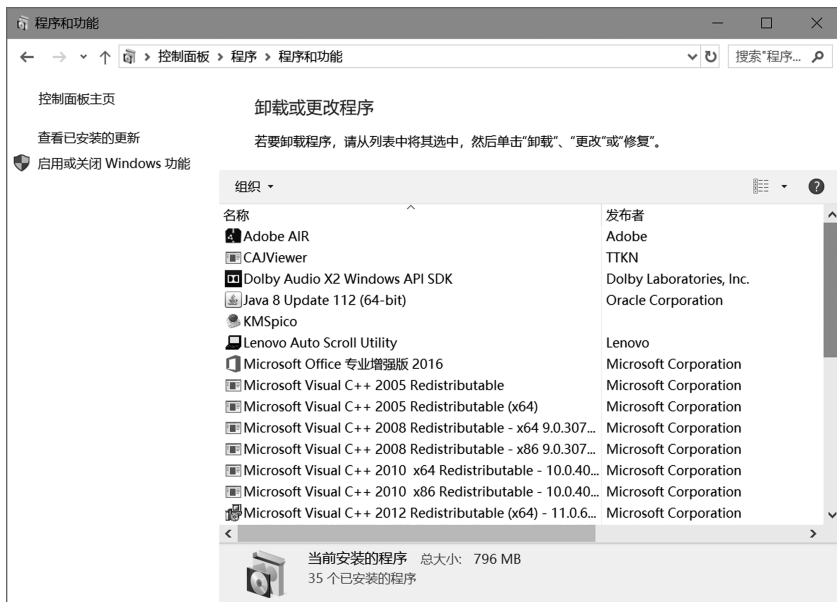 程序和功能
控制面板 程序 程序和功能 搜索"程序...
控制面板主页
查看已安装的更新
启用或关闭 Windows 功能
卸载或更改程序
若要卸载程序，请从列表中将其选中，然后单击"卸载"、"更改"或"修复"。
组织
名称 发布者
Adobe AIR Adobe
CAJViewer TTKN
Dolby Audio X2 Windows API SDK Dolby Laboratories, Inc.
Java 8 Update 112 (64-bit) Oracle Corporation
KMSpico
Lenovo Auto Scroll Utility Lenovo
Microsoft Office 专业增强版 2016 Microsoft Corporation
Microsoft Visual C++ 2005 Redistributable Microsoft Corporation
Microsoft Visual C++ 2005 Redistributable (x64) Microsoft Corporation
Microsoft Visual C++ 2008 Redistributable - x64 9.0.307... Microsoft Corporation
Microsoft Visual C++ 2008 Redistributable - x86 9.0.307... Microsoft Corporation
Microsoft Visual C++ 2010 x64 Redistributable - 10.0.40... Microsoft Corporation
Microsoft Visual C++ 2010 x86 Redistributable - 10.0.40... Microsoft Corporation
Microsoft Visual C++ 2012 Redistributable (x64) - 11.0.6... Microsoft Corporation
当前安装的程序 总大小: 796 MB
35 个已安装的程序